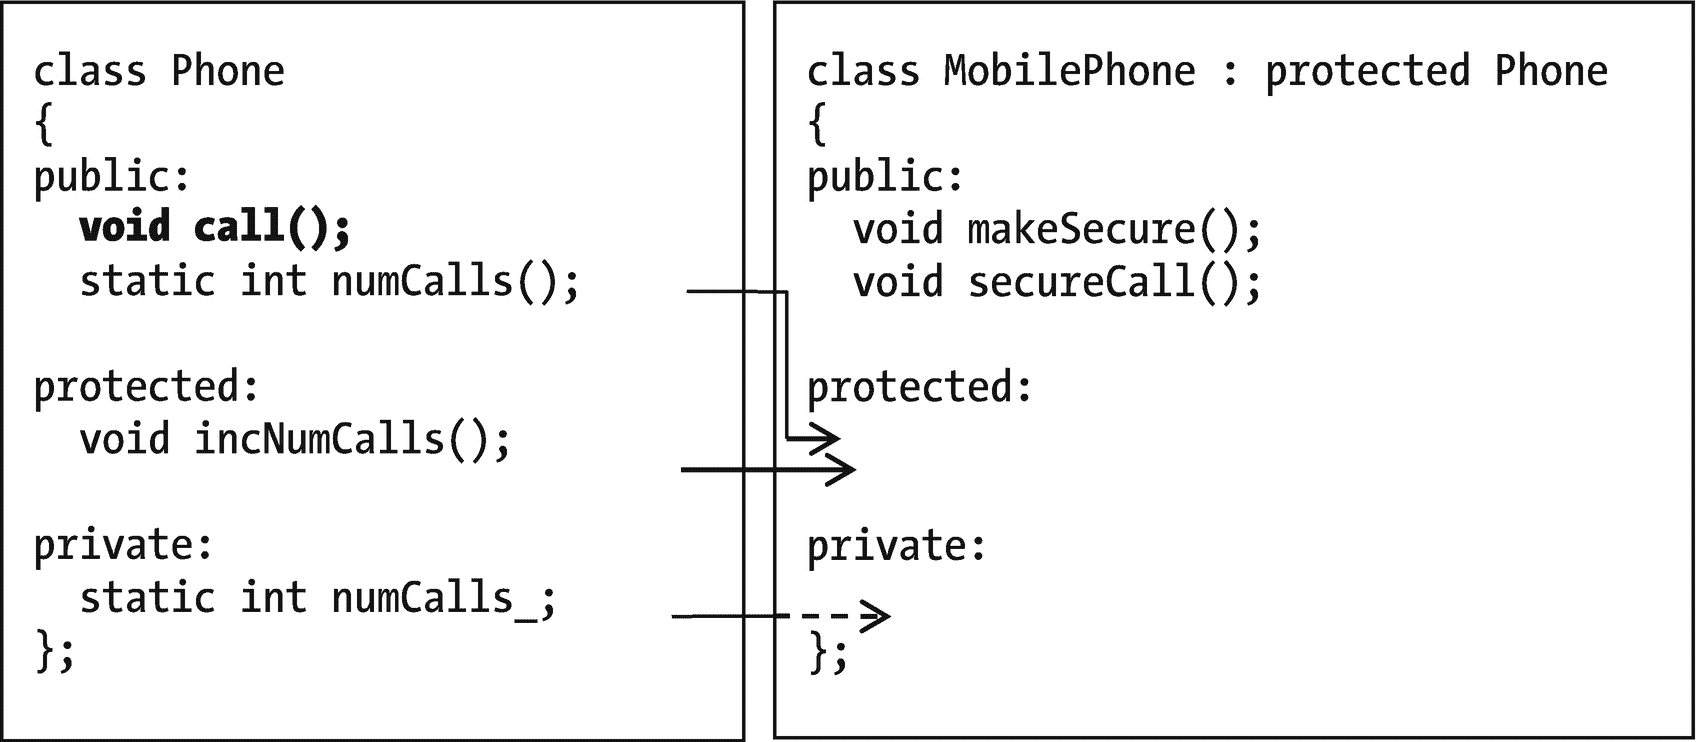 class Phone
{
public:
void call();
static int numCalls();
protected:
void incNumCalls();
private:
static int numCalls_;
};
class MobilePhone : protected Phone
{
public:
void makeSecure();
void secureCall();
protected:
private:
};